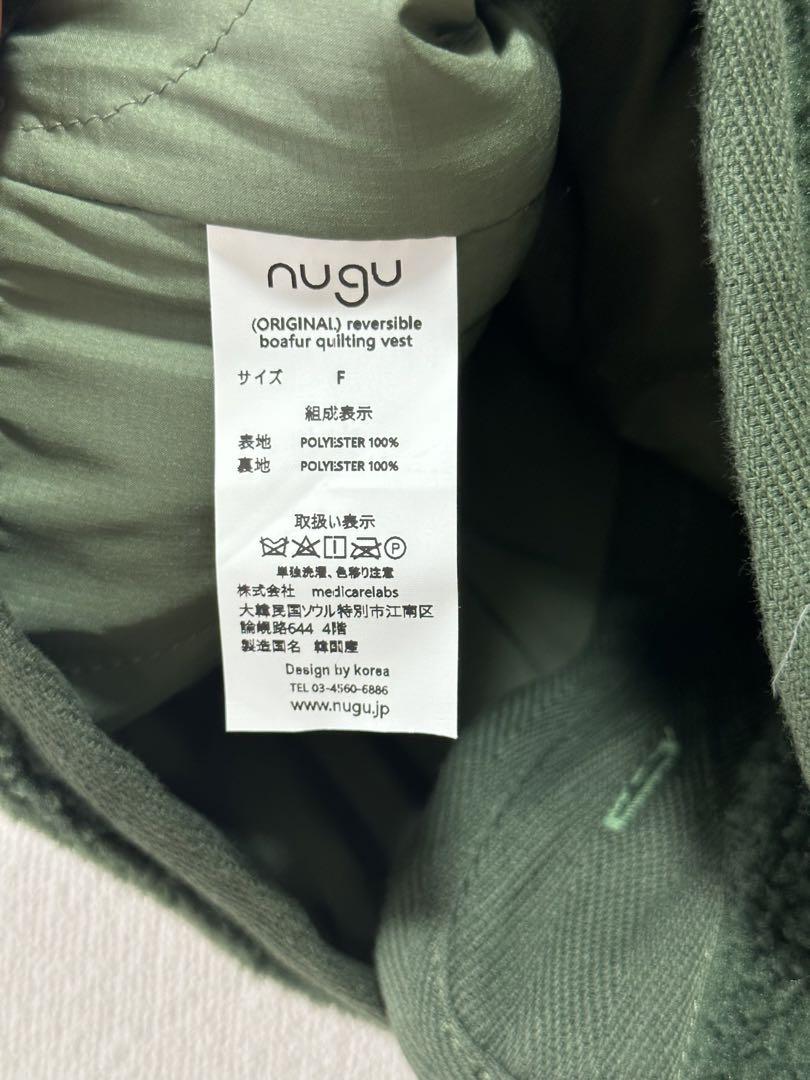 nugu
(ORIGINAL) reversible
boafur quilting vest
サイズ F
組成表示
表地 POLYESTER 100%
裏地 POLYESTER 100%
取扱い表示
P
単独洗濯、色移り注意
株式会社 medicarelabs
大韓民国ソウル特別市江南区
論峴路644 4階
製造国名 韓国産
Design by korea
TEL 03-4560-6886
www.nugu.jp